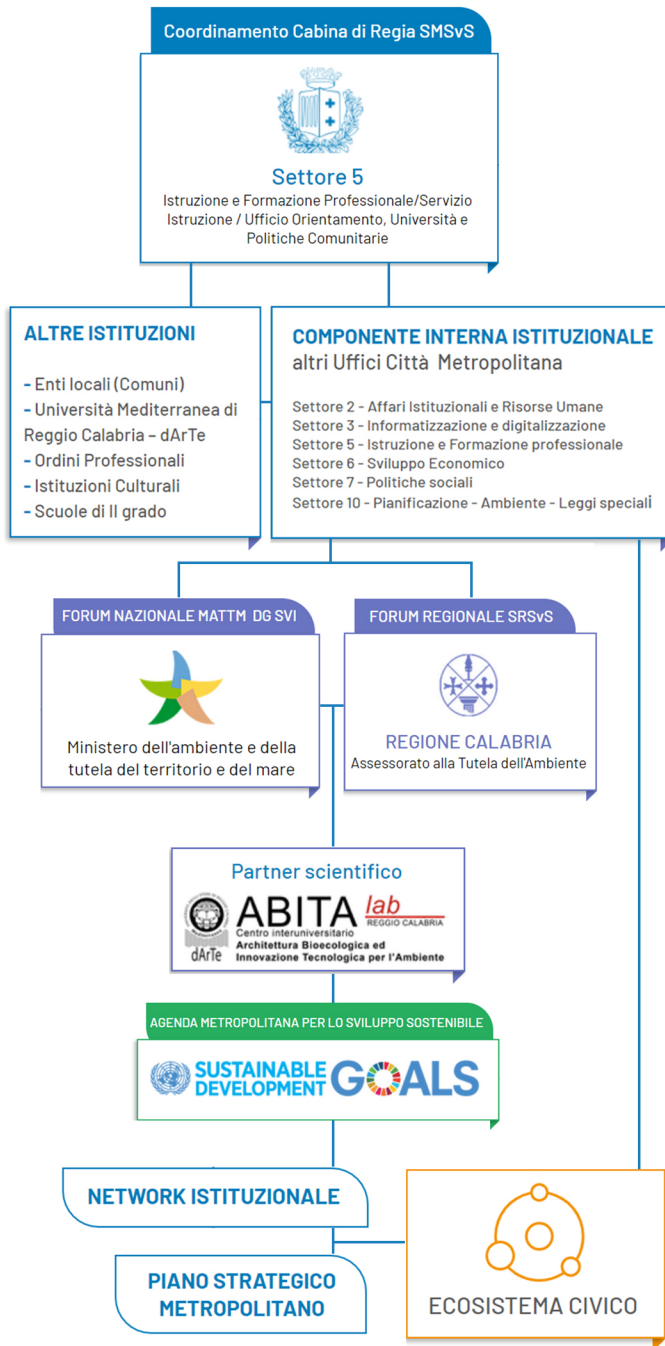 Coordinamento Cabina di Regia SMSvS
Settore 5
Istruzione e Formazione Professionale/Servizio
Istruzione / Ufficio Orientamento, Università e
Politiche Comunitarie
ALTRE ISTITUZIONI
- Enti locali (Comuni)
- Università Mediterranea di
Reggio Calabria – dArTe
- Ordini Professionali
- Istituzioni Culturali
- Scuole di II grado
COMPONENTE INTERNA ISTITUZIONALE
altri Uffici Città Metropolitana
Settore 2 - Affari Istituzionali e Risorse Umane
Settore 3 - Informatizzazione e digitalizzazione
Settore 5 - Istruzione e Formazione professionale
Settore 6 - Sviluppo Economico
Settore 7 - Politiche sociali
Settore 10 - Pianificazione - Ambiente - Leggi speciali
FORUM NAZIONALE MATTM DG SVI
Ministero dell'ambiente e della
tutela del territorio e del mare
FORUM REGIONALE SRSvS
REGIONE CALABRIA
Assessorato alla Tutela dell'Ambiente
Partner scientifico
dArTe
ABITA lab
REGGIO CALABRIA
Centro interuniversitario
Architettura Bioecologica ed
Innovazione Tecnologica per l'Ambiente
AGENDA METROPOLITANA PER LO SVILUPPO SOSTENIBILE
SUSTAINABLE
DEVELOPMENT
GOALS
NETWORK ISTITUZIONALE
PIANO STRATEGICO
METROPOLITANO
ECOSISTEMA CIVICO